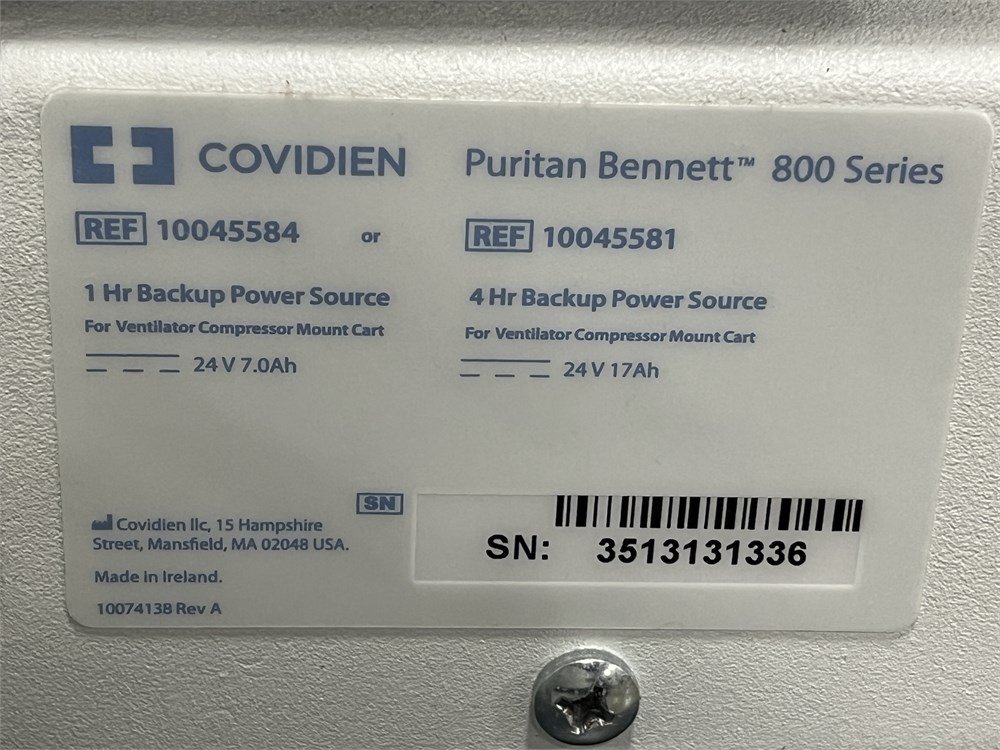 COVIDIEN Puritan Bennett™ 800 Series
REF 10045584 or REF 10045581
1 Hr Backup Power Source
For Ventilator Compressor Mount Cart
24 V 7.0Ah
4 Hr Backup Power Source
For Ventilator Compressor Mount Cart
24 V 17Ah
SN
SN: 3513131336
Covidien llc, 15 Hampshire
Street, Mansfield, MA 02048 USA.
Made in Ireland.
10074138 Rev A